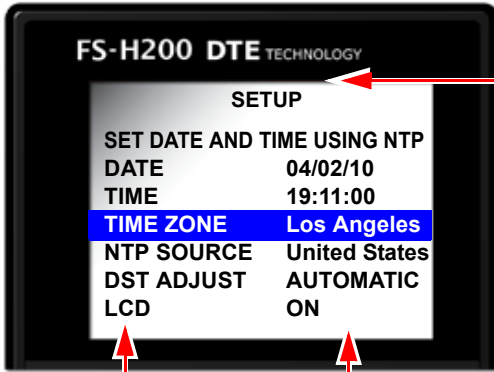 FS-H200 DTE TECHNOLOGY
SETUP
SET DATE AND TIME USING NTP
DATE 04/02/10
TIME 19:11:00
TIME ZONE Los Angeles
NTP SOURCE United States
DST ADJUST AUTOMATIC
LCD ON